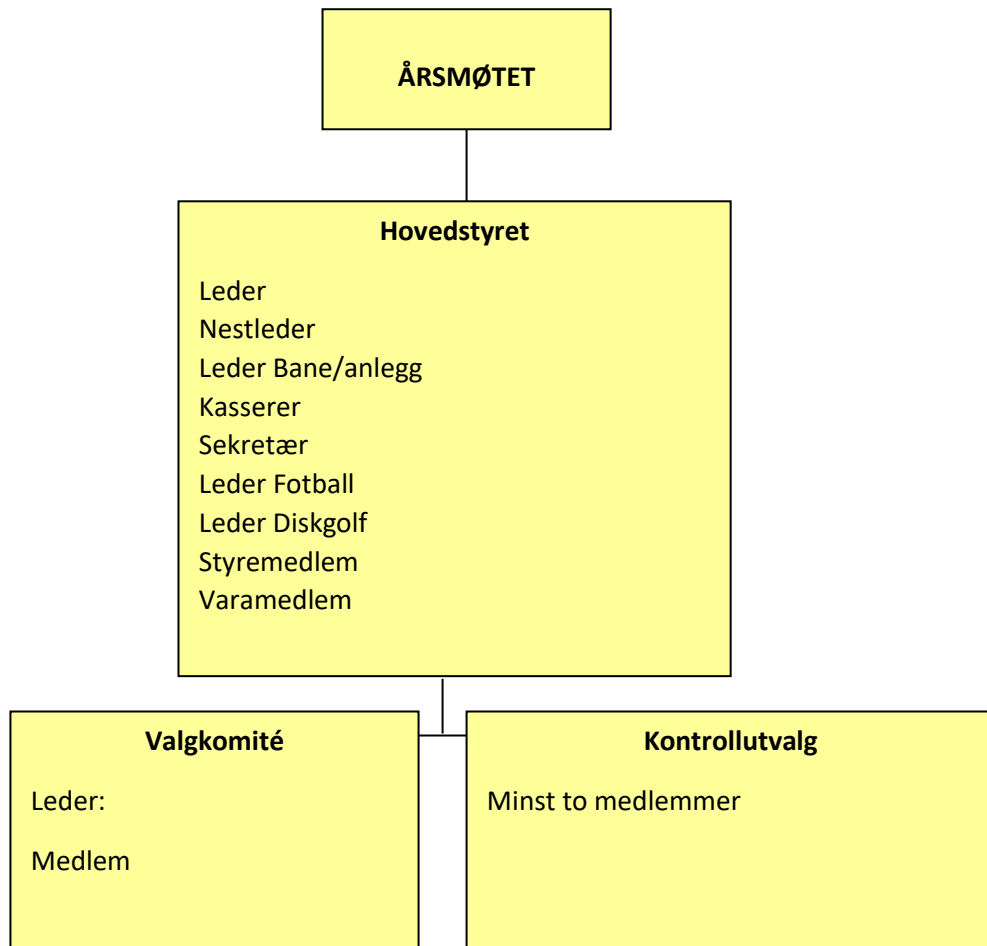 ÅRSMØTET
Hovedstyret
Leder
Nestleder
Leder Bane/anlegg
Kasserer
Sekretær
Leder Fotball
Leder Diskgolf
Styremedlem
Varamedlem
Valgkomité
Leder:
Medlem
Kontrollutvalg
Minst to medlemmer